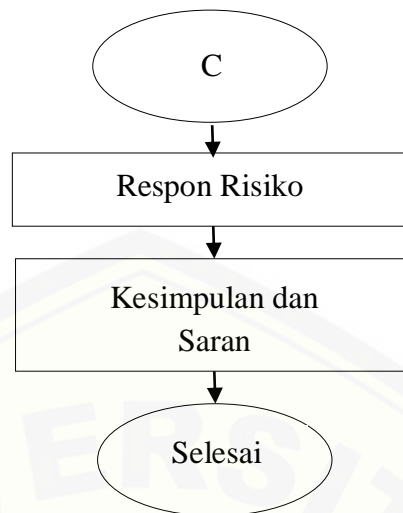 C
Respon Risiko
Kesimpulan dan
Saran
Selesai